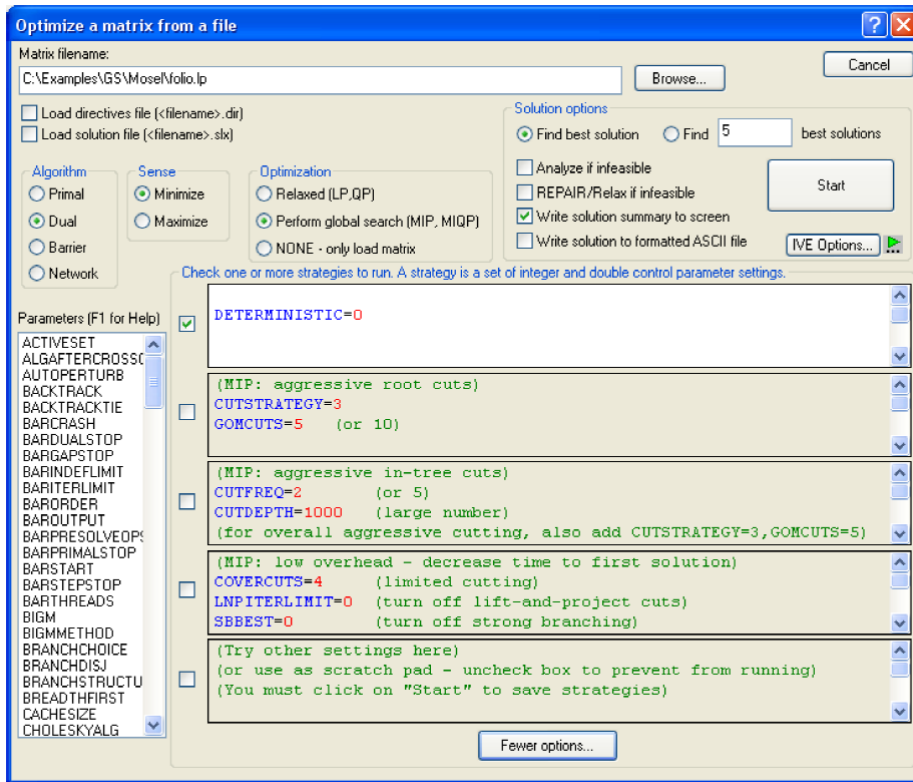 Optimize a matrix from a file
Matrix filename:
C:\Examples\GS\Mosel\folio.lp
Browse...
Cancel
Load directives file (<filename>.dir)
Load solution file (<filename>.slx)
Solution options
Find best solution
Find 5 best solutions
Analyze if infeasible
REPAIR/Relax if infeasible
Write solution summary to screen
Write solution to formatted ASCII file
Start
IVE Options...
Algorithm
Primal
Dual
Barrier
Network
Sense
Minimize
Maximize
Optimization
Relaxed (LP,QP)
Perform global search (MIP, MIQP)
NONE - only load matrix
Check one or more strategies to run. A strategy is a set of integer and double control parameter settings.
Parameters (F1 for Help)
ACTIVESET
ALGAFTERCROSSO
AUTOPERTURB
BACKTRACK
BACKTRACKTIE
BARCRASH
BARDUALSTOP
BARGAPSTOP
BARINDEFLIMIT
BARITERLIMIT
BARORDER
BAROUTPUT
BARPRESOLVEOPS
BARPRIMALSTOP
BARSTART
BARSTEPSTOP
BARTHREADS
BIGM
BIGMMETHOD
BRANCHCHOICE
BRANCHDISJ
BRANCHSTRUCTU
BREADTHFIRST
CACHESIZE
CHOLESKYALG
DETERMINISTIC=0
(MIP: aggressive root cuts)
CUTSTRATEGY=3
GOMCUTS=5 (or 10)
(MIP: aggressive in-tree cuts)
CUTFREQ=2 (or 5)
CUTDEPTH=1000 (large number)
(for overall aggressive cutting, also add CUTSTRATEGY=3,GOMCUTS=5)
(MIP: low overhead - decrease time to first solution)
COVERCUTS=4 (limited cutting)
LNPITERLIMIT=0 (turn off lift-and-project cuts)
SBBEST=0 (turn off strong branching)
(Try other settings here)
(or use as scratch pad - uncheck box to prevent from running)
(You must click on "Start" to save strategies)
Fewer options...